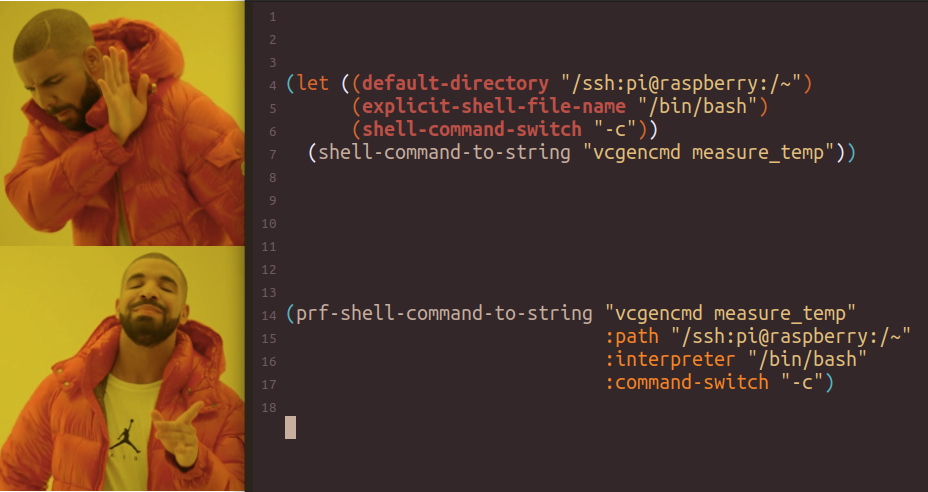 1
2
3
4 (let ((default-directory "/ssh:pi@raspberry:/~")
5 (explicit-shell-file-name "/bin/bash")
6 (shell-command-switch "-c"))
7 (shell-command-to-string "vcgencmd measure_temp"))
8
9
10
11
12
13
14 (prf-shell-command-to-string "vcgencmd measure_temp"
15 :path "/ssh:pi@raspberry:/~"
16 :interpreter "/bin/bash"
17 :command-switch "-c")
18